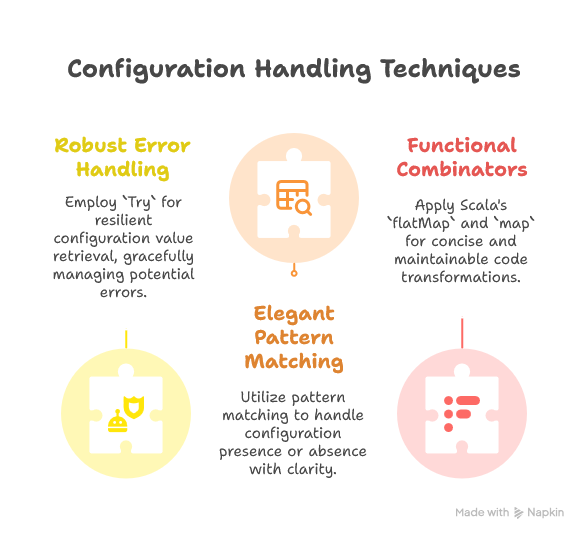 Configuration Handling Techniques
Robust Error
Handling
Employ `Try` for
resilient
configuration value
retrieval, gracefully
managing potential
errors.
Elegant
Pattern
Matching
Utilize pattern
matching to handle
configuration
presence or absence
with clarity.
Functional
Combinators
Apply Scala's
`flatMap` and `map`
for concise and
maintainable code
transformations.
Made with Napkin